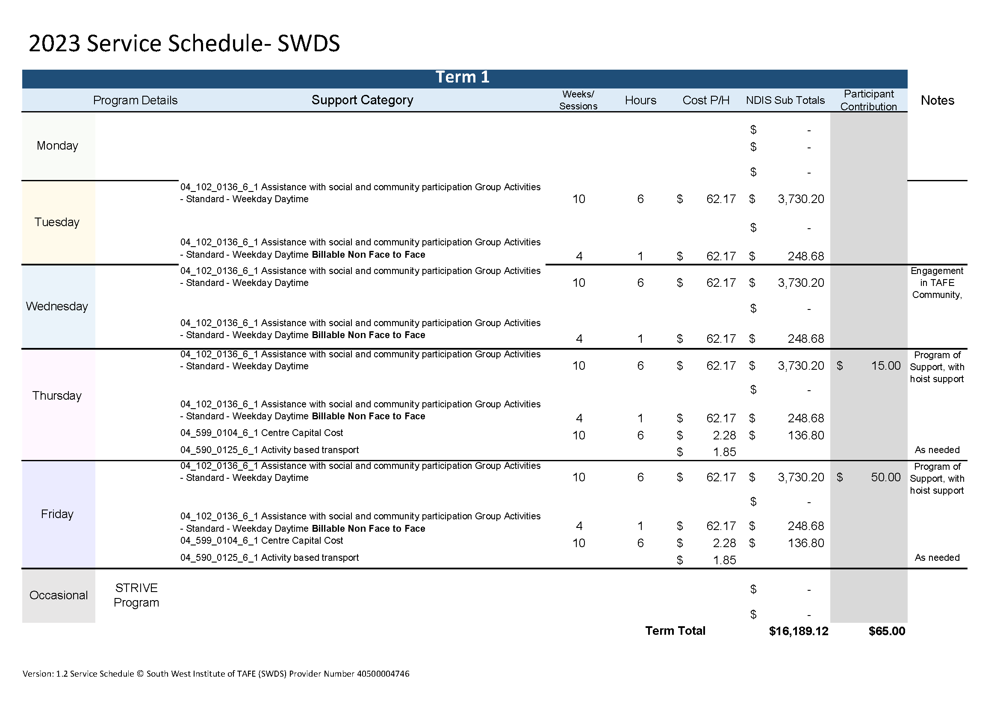 2023 Service Schedule- SWDS
Term 1
Program Details Support Category Weeks/ Sessions Hours Cost P/H NDIS Sub Totals Participant Contribution Notes
Monday
$ -
$ -
$ -
Tuesday
04_102_0136_6_1 Assistance with social and community participation Group Activities
- Standard - Weekday Daytime 10 6 $ 62.17 $ 3,730.20
$ -
04_102_0136_6_1 Assistance with social and community participation Group Activities
- Standard - Weekday Daytime Billable Non Face to Face 4 1 $ 62.17 $ 248.68
Wednesday
04_102_0136_6_1 Assistance with social and community participation Group Activities
- Standard - Weekday Daytime 10 6 $ 62.17 $ 3,730.20
Engagement
in TAFE
Community,
$ -
04_102_0136_6_1 Assistance with social and community participation Group Activities
- Standard - Weekday Daytime Billable Non Face to Face 4 1 $ 62.17 $ 248.68
Thursday
04_102_0136_6_1 Assistance with social and community participation Group Activities
- Standard - Weekday Daytime 10 6 $ 62.17 $ 3,730.20 $ 15.00
Program of
Support, with
hoist support
$ -
04_102_0136_6_1 Assistance with social and community participation Group Activities
- Standard - Weekday Daytime Billable Non Face to Face 4 1 $ 62.17 $ 248.68
04_599_0104_6_1 Centre Capital Cost 10 6 $ 2.28 $ 136.80
04_590_0125_6_1 Activity based transport $ 1.85 As needed
Friday
04_102_0136_6_1 Assistance with social and community participation Group Activities
- Standard - Weekday Daytime 10 6 $ 62.17 $ 3,730.20 $ 50.00
Program of
Support, with
hoist support
$ -
04_102_0136_6_1 Assistance with social and community participation Group Activities
- Standard - Weekday Daytime Billable Non Face to Face 4 1 $ 62.17 $ 248.68
04_599_0104_6_1 Centre Capital Cost 10 6 $ 2.28 $ 136.80
04_590_0125_6_1 Activity based transport $ 1.85 As needed
Occasional
STRIVE
Program
$ -
$ -
Term Total $16,189.12 $65.00
Version: 1.2 Service Schedule © South West Institute of TAFE (SWDS) Provider Number 40500004746